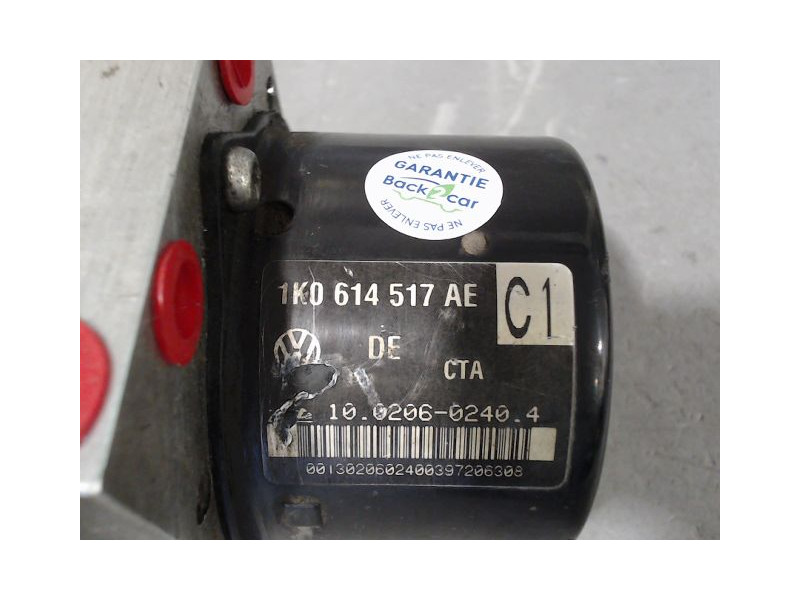 NE PAS ENLEVER
GARANTIE
Back2car
NE PAS ENLEVER
1K0 614 517 AE
C1
DE
CTA
10.0206-0240.4
0013020602400397206308